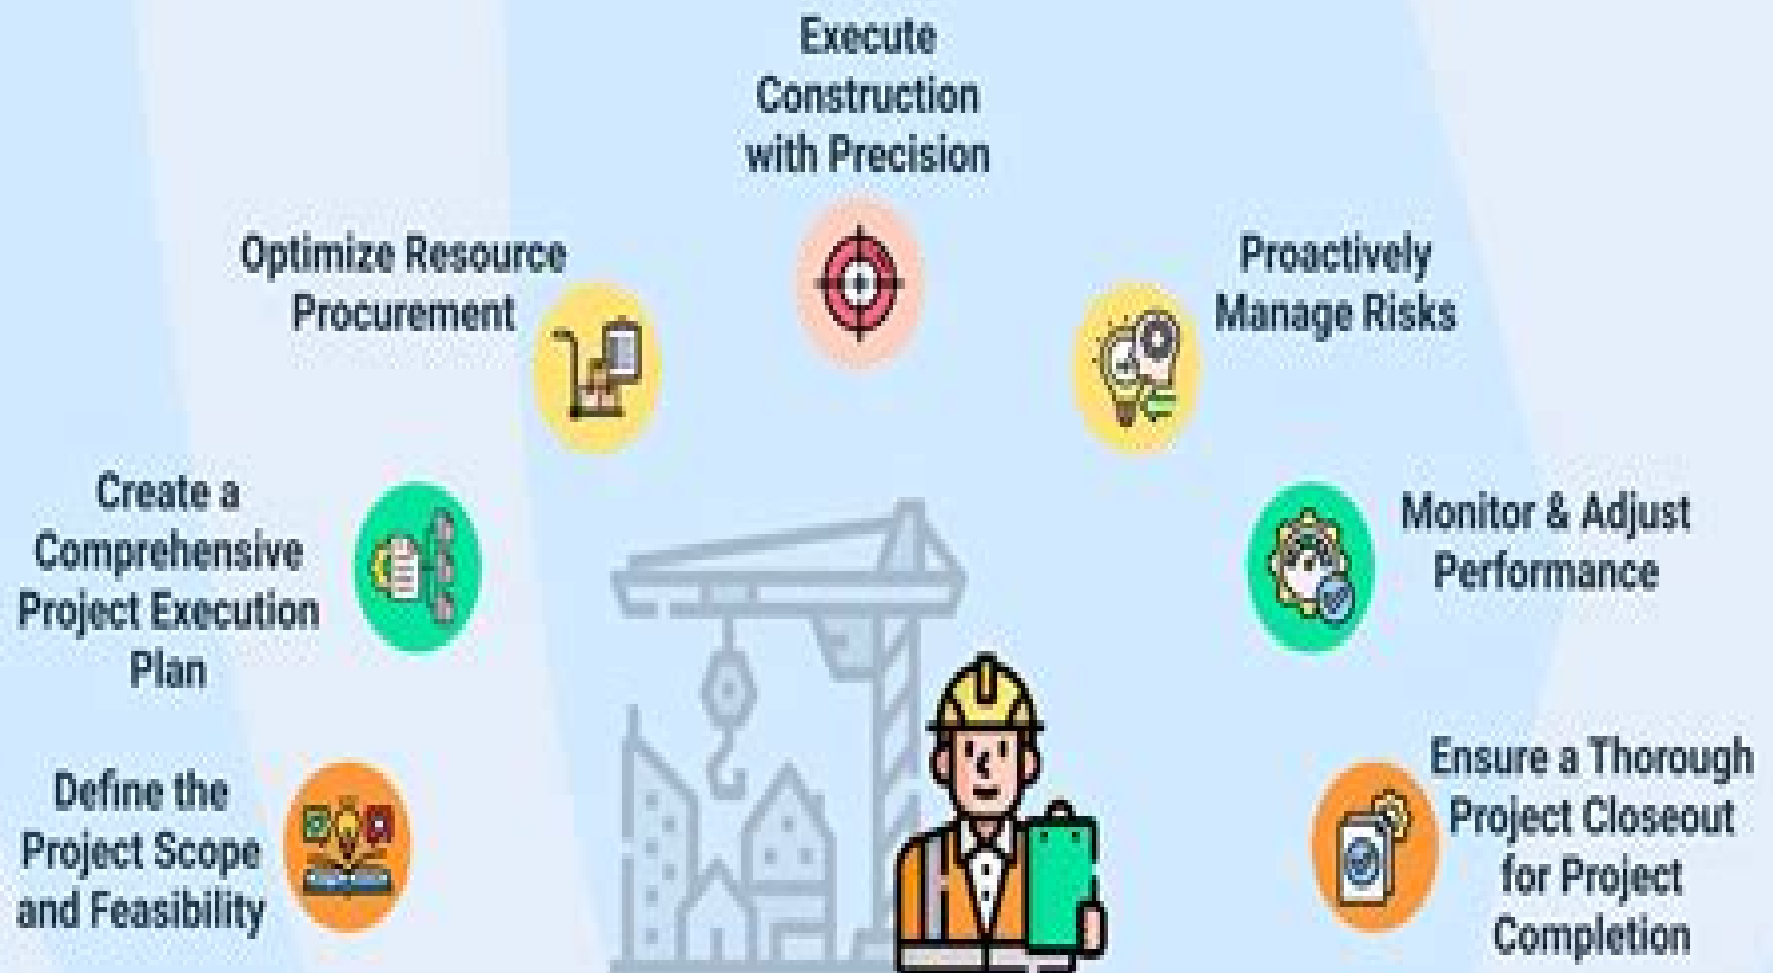 Execute
Construction
with Precision
Optimize Resource
Procurement
Proactively
Manage Risks
Create a
Comprehensive
Project Execution
Plan
Monitor & Adjust
Performance
Define the
Project Scope
and Feasibility
Ensure a Thorough
Project Closeout
for Project
Completion